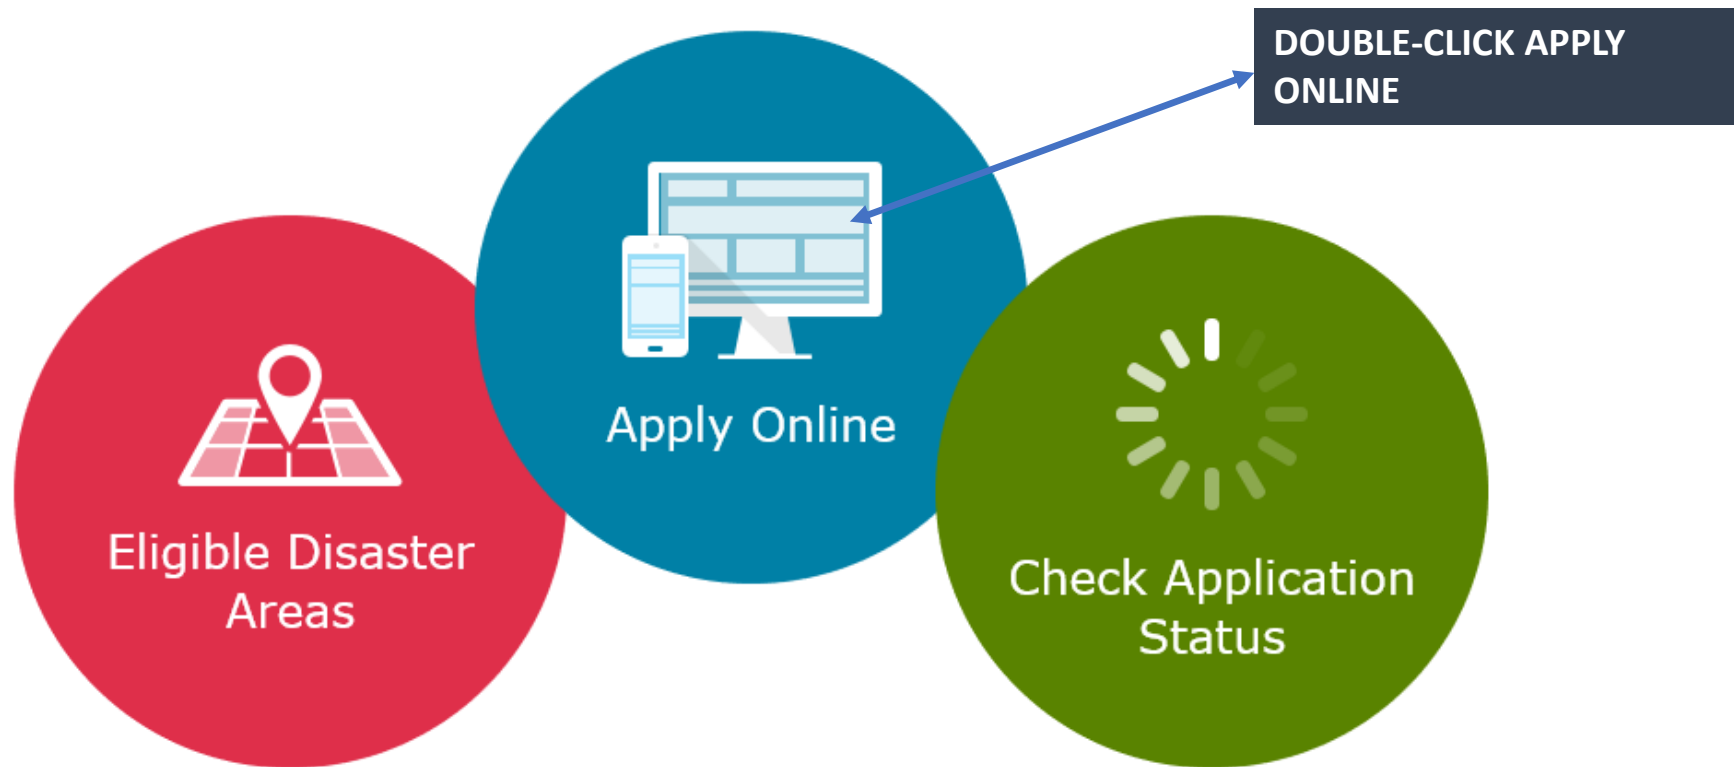 DOUBLE-CLICK APPLY
ONLINE
Apply Online
Eligible Disaster
Areas
Check Application
Status